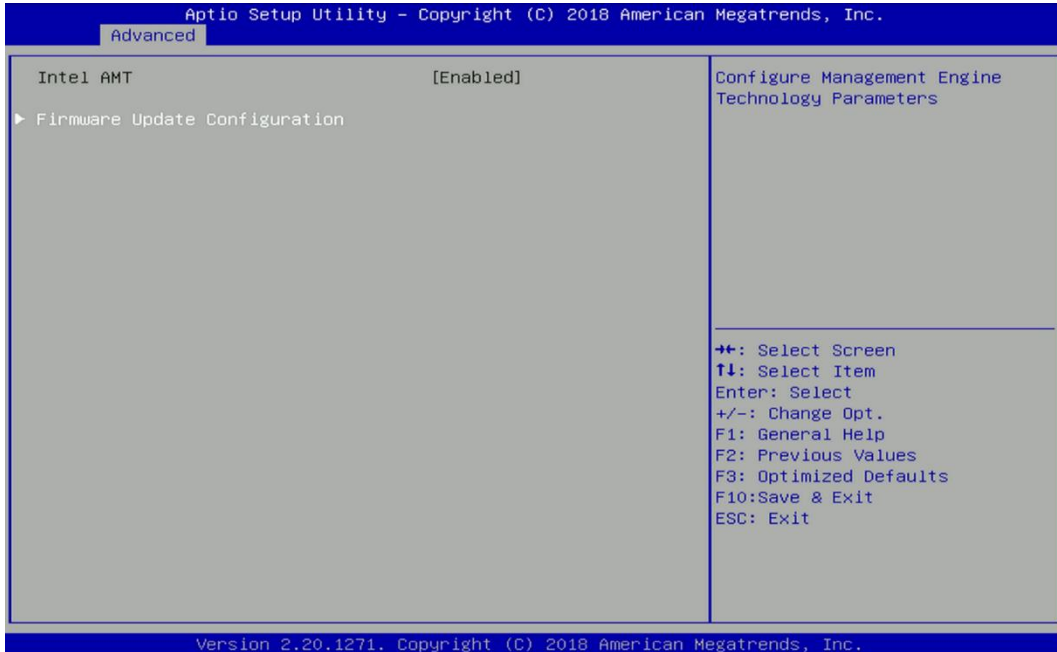 Aptio Setup Utility – Copyright (C) 2018 American Megatrends, Inc.
Advanced
Intel AMT [Enabled]
▶ Firmware Update Configuration
Configure Management Engine
Technology Parameters
→←: Select Screen
↑↓: Select Item
Enter: Select
+/-: Change Opt.
F1: General Help
F2: Previous Values
F3: Optimized Defaults
F10:Save & Exit
ESC: Exit
Version 2.20.1271. Copyright (C) 2018 American Megatrends, Inc.